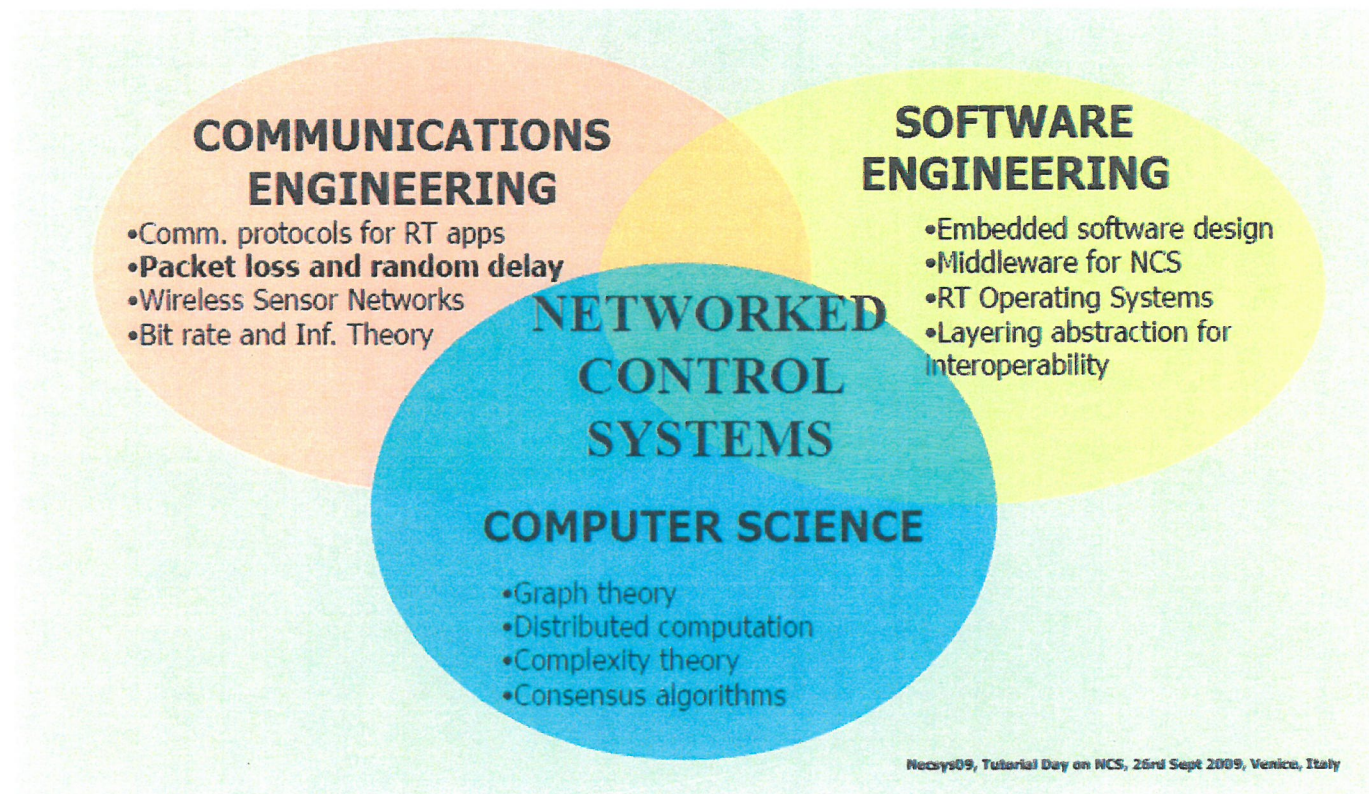 COMMUNICATIONS
ENGINEERING
•Comm. protocols for RT apps
•Packet loss and random delay
•Wireless Sensor Networks
•Bit rate and Inf. Theory
SOFTWARE
ENGINEERING
•Embedded software design
•Middleware for NCS
•RT Operating Systems
•Layering abstraction for
interoperability
NETWORKED
CONTROL
SYSTEMS
COMPUTER SCIENCE
•Graph theory
•Distributed computation
•Complexity theory
•Consensus algorithms
Necsys09, Tutorial Day on NCS, 26rd Sept 2009, Venice, Italy